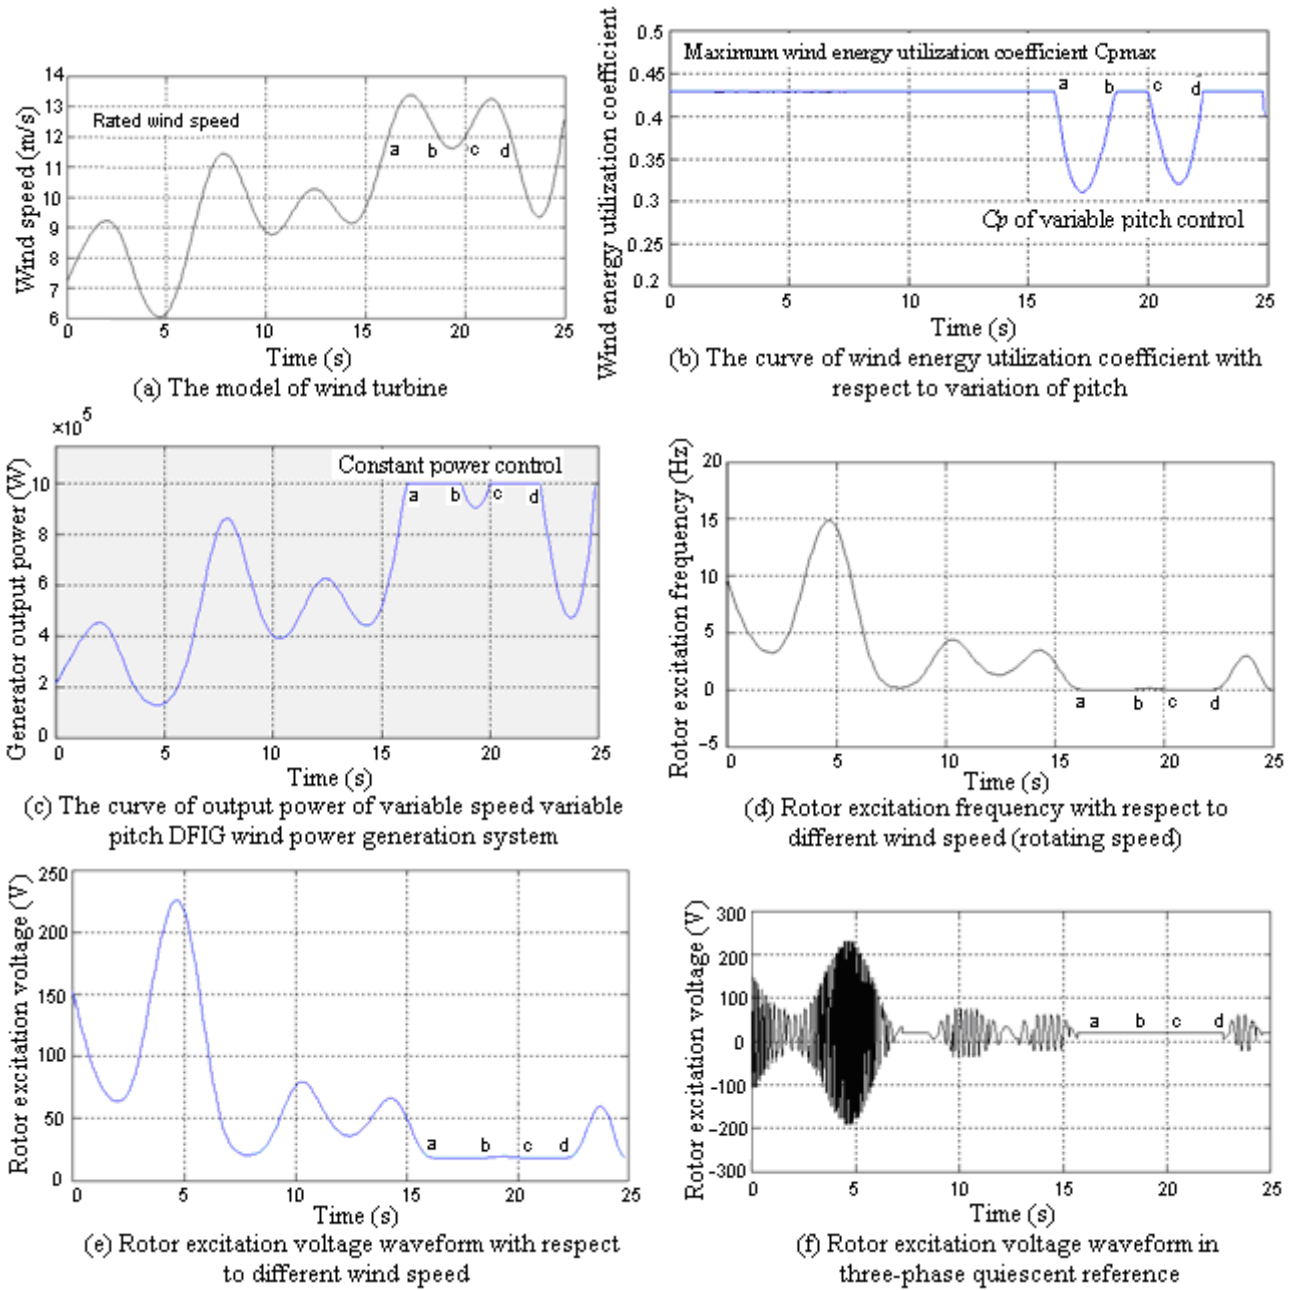 Wind speed (m/s)
14
13
12
11
10
9
8
7
6
Rated wind speed
a b c d
0 5 10 15 20 25
Time (s)
(a) The model of wind turbine
Wind energy utilization coefficient
0.5
0.45
0.4
0.35
0.3
0.25
0.2
Maximum wind energy utilization coefficient Cpmax
a b c d
Cp of variable pitch control
0 5 10 15 20 25
Time (s)
(b) The curve of wind energy utilization coefficient with
respect to variation of pitch
Generator output power (W)
×10⁵
10
8
6
4
2
0
Constant power control
a b c d
0 5 10 15 20 25
Time (s)
(c) The curve of output power of variable speed variable
pitch DFIG wind power generation system
Rotor excitation frequency (Hz)
20
15
10
5
0
−5
a b c d
0 5 10 15 20 25
Time (s)
(d) Rotor excitation frequency with respect to
different wind speed (rotating speed)
Rotor excitation voltage (V)
250
200
150
100
50
0
a b c d
0 5 10 15 20 25
Time (s)
(e) Rotor excitation voltage waveform with respect
to different wind speed
Rotor excitation voltage (V)
300
200
100
0
-100
-200
-300
a b c d
0 5 10 15 20 25
Time (s)
(f) Rotor excitation voltage waveform in
three-phase quiescent reference